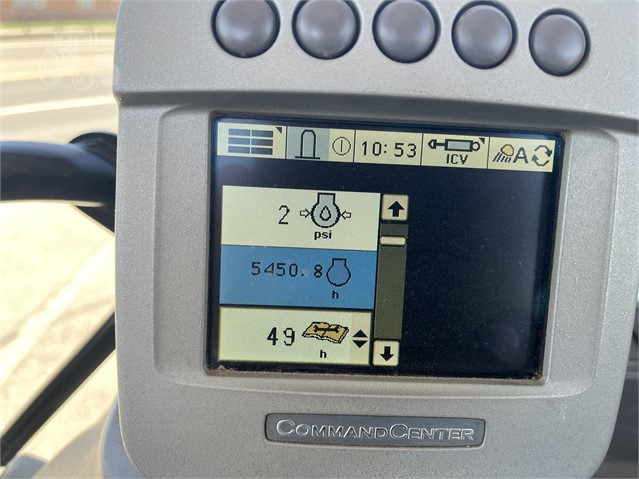 10:53
ICV
A
2
psi
5450.8
h
49
h
COMMANDCENTER